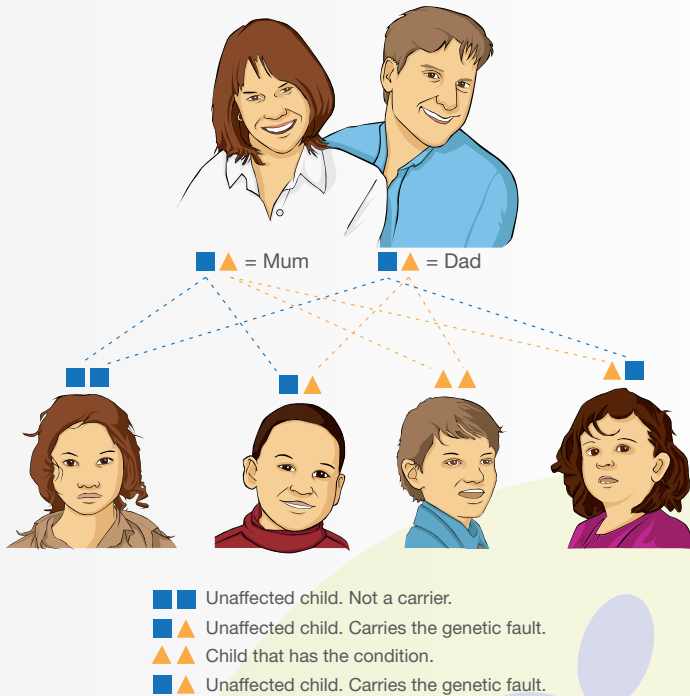 = Mum
= Dad
Unaffected child. Not a carrier.
Unaffected child. Carries the genetic fault.
Child that has the condition.
Unaffected child. Carries the genetic fault.